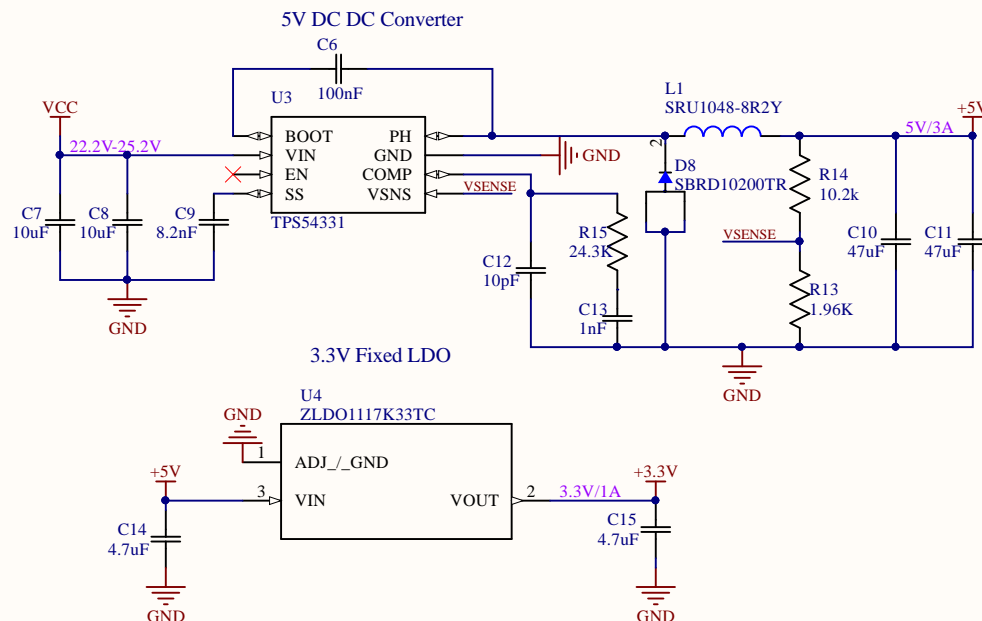 5V DC DC Converter
C6
100nF
U3
BOOT
VIN
EN
SS
PH
GND
COMP
VSNS
TPS54331
VCC
22.2V-25.2V
C7
10uF
C8
10uF
C9
8.2nF
GND
GND
VSENSE
C12
10pF
R15
24.3K
C13
1nF
2
D8
SBRD10200TR
L1
SRU1048-8R2Y
R14
10.2k
VSENSE
R13
1.96K
5V/3A
+5V
C10
47uF
C11
47uF
GND
3.3V Fixed LDO
U4
ZLDO1117K33TC
GND
1
ADJ_/_GND
+5V
3
VIN
VOUT
2
3.3V/1A
+3.3V
C14
4.7uF
GND
C15
4.7uF
GND